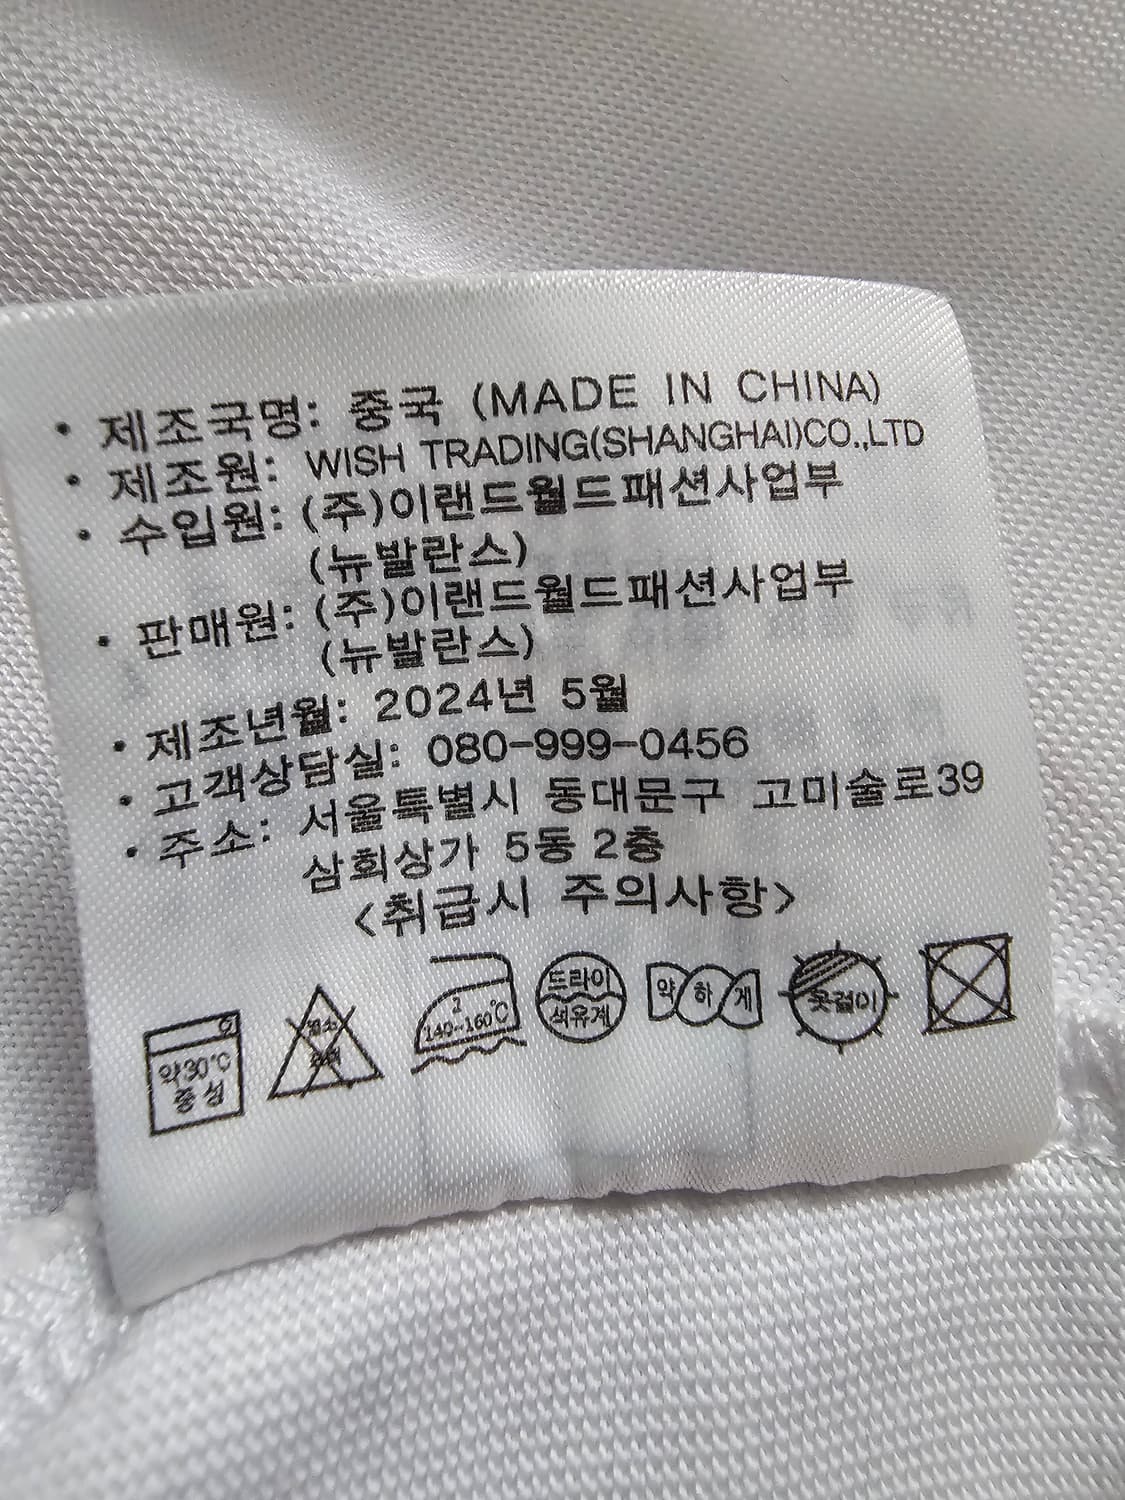 • 제조국명: 중국 (MADE IN CHINA)
• 제조원: WISH TRADING(SHANGHAI)CO.,LTD
• 수입원: (주)이랜드월드패션사업부
(뉴발란스)
• 판매원: (주)이랜드월드패션사업부
(뉴발란스)
• 제조년월: 2024년 5월
• 고객상담실: 080-999-0456
• 주소: 서울특별시 동대문구 고미술로39
삼희상가 5동 2층
<취급시 주의사항>
약30℃
중성
염소
표백
2
140~160℃
드라이
석유계
약하게
옷걸이